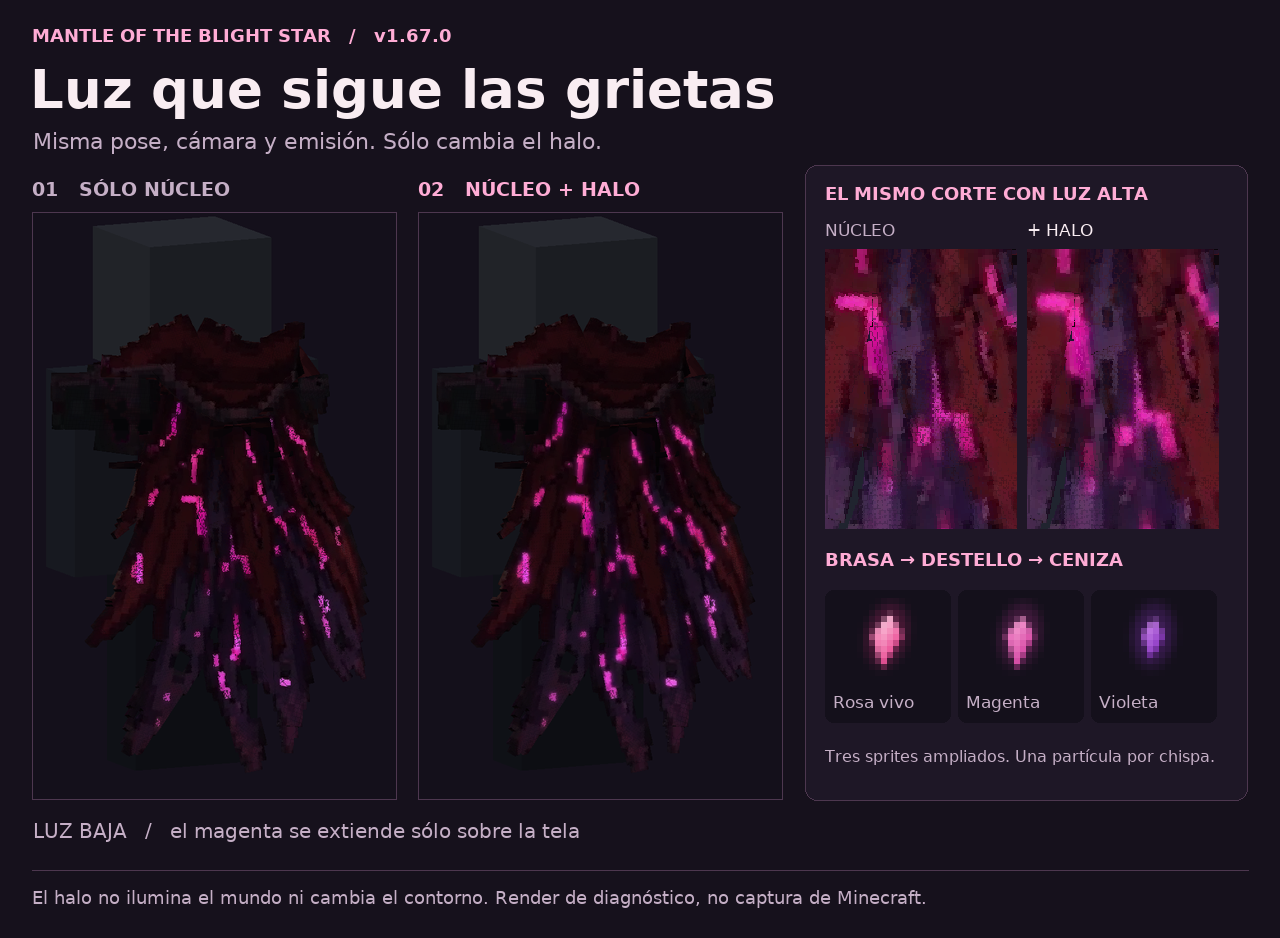 MANTLE OF THE BLIGHT STAR / v1.67.0
Luz que sigue las grietas
Misma pose, cámara y emisión. Sólo cambia el halo.
01 SÓLO NÚCLEO
02 NÚCLEO + HALO
EL MISMO CORTE CON LUZ ALTA
NÚCLEO
+ HALO
BRASA → DESTELLO → CENIZA
Rosa vivo
Magenta
Violeta
Tres sprites ampliados. Una partícula por chispa.
LUZ BAJA / el magenta se extiende sólo sobre la tela
El halo no ilumina el mundo ni cambia el contorno. Render de diagnóstico, no captura de Minecraft.